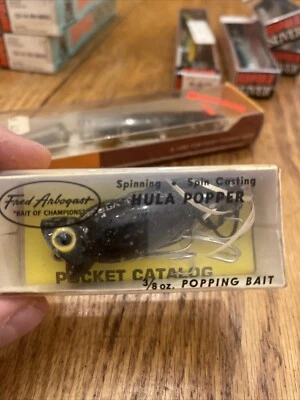 Fred Arbogast
"BAIT OF CHAMPIONS"
Spinning • Spin Casting
HULA POPPER
POCKET CATALOG
3/8 oz. POPPING BAIT